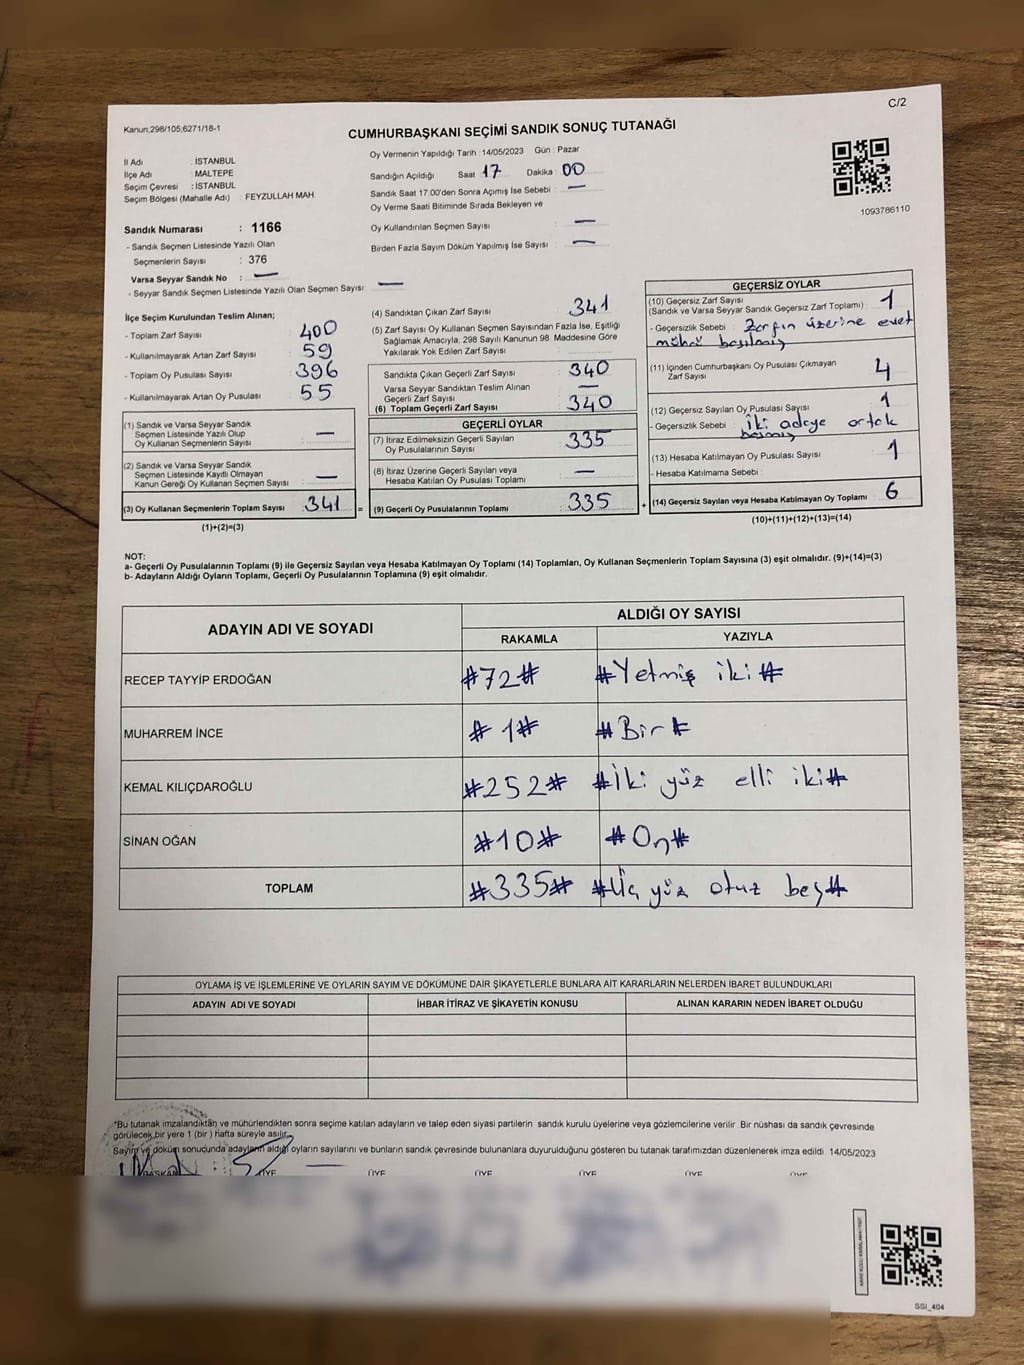 C/2
Kanun;298/105;6271/18-1
CUMHURBAŞKANI SEÇİMİ SANDIK SONUÇ TUTANAĞI
1093786110
İl Adı : İSTANBUL
İlçe Adı : MALTEPE
Seçim Çevresi : İSTANBUL
Seçim Bölgesi (Mahalle Adı) : FEYZULLAH MAH.
Oy Vermenin Yapıldığı Tarih : 14/05/2023 Gün : Pazar
Sandığın Açıldığı Saat 17 Dakika : 00
Sandık Saat 17:00'den Sonra Açımış İse Sebebi : —
Oy Verme Saati Bitiminde Sırada Bekleyen ve
Oy Kullandırılan Seçmen Sayısı : —
Birden Fazla Sayım Döküm Yapılmış İse Sayısı : —
Sandık Numarası : 1166
- Sandık Seçmen Listesinde Yazılı Olan
Seçmenlerin Sayısı : 376
Varsa Seyyar Sandık No : —
- Seyyar Sandık Seçmen Listesinde Yazılı Olan Seçmen Sayısı: —
İlçe Seçim Kurulundan Teslim Alınan;
- Toplam Zarf Sayısı : 400
- Kullanılmayarak Artan Zarf Sayısı : 59
- Toplam Oy Pusulası Sayısı : 396
- Kullanılmayarak Artan Oy Pusulası : 55
(1) Sandık ve Varsa Seyyar Sandık
Seçmen Listesinde Yazılı Olup
Oy Kullanan Seçmenlerin Sayısı : —
(2) Sandık ve Varsa Seyyar Sandık
Seçmen Listesinde Kayıtlı Olmayan
Kanun Gereği Oy Kullanan Seçmen Sayısı : —
(3) Oy Kullanan Seçmenlerin Toplam Sayısı : 341 =
(1)+(2)=(3)
(4) Sandıktan Çıkan Zarf Sayısı : 341
(5) Zarf Sayısı Oy Kullanan Seçmen Sayısından Fazla İse, Eşitliği
Sağlamak Amacıyla, 298 Sayılı Kanunun 98. Maddesine Göre
Yakılarak Yok Edilen Zarf Sayısı :
Sandıkta Çıkan Geçerli Zarf Sayısı : 340
Varsa Seyyar Sandıktan Teslim Alınan
Geçerli Zarf Sayısı : —
(6) Toplam Geçerli Zarf Sayısı : 340
GEÇERLİ OYLAR
(7) İtiraz Edilmeksizin Geçerli Sayılan
Oy Pusulalarının Sayısı : 335
(8) İtiraz Üzerine Geçerli Sayılan veya
Hesaba Katılan Oy Pusulası Toplamı : —
(9) Geçerli Oy Pusulalarının Toplamı : 335 +
GEÇERSİZ OYLAR
(10) Geçersiz Zarf Sayısı : 1
(Sandık ve Varsa Seyyar Sandık Geçersiz Zarf Toplamı)
- Geçersizlik Sebebi : Zarfın üzerine evet
mührü basılmış
(11) İçinden Cumhurbaşkanı Oy Pusulası Çıkmayan
Zarf Sayısı : 4
(12) Geçersiz Sayılan Oy Pusulası Sayısı : 1
- Geçersizlik Sebebi : iki adaya ortak
basmış
(13) Hesaba Katılmayan Oy Pusulası Sayısı : 1
- Hesaba Katılmama Sebebi :
(14) Geçersiz Sayılan veya Hesaba Katılmayan Oy Toplamı : 6
(10)+(11)+(12)+(13)=(14)
NOT:
a- Geçerli Oy Pusulalarının Toplamı (9) ile Geçersiz Sayılan veya Hesaba Katılmayan Oy Toplamı (14) Toplamları, Oy Kullanan Seçmenlerin Toplam Sayısına (3) eşit olmalıdır. (9)+(14)=(3)
b- Adayların Aldığı Oyların Toplamı, Geçerli Oy Pusulalarının Toplamına (9) eşit olmalıdır.
ADAYIN ADI VE SOYADI ALDIĞI OY SAYISI
RAKAMLA YAZIYLA
RECEP TAYYİP ERDOĞAN #72# #Yetmiş iki#
MUHARREM İNCE #1# #Bir#
KEMAL KILIÇDAROĞLU #252# #İki yüz elli iki#
SİNAN OĞAN #10# #On#
TOPLAM #335# #Üç yüz otuz beş#
OYLAMA İŞ VE İŞLEMLERİNE VE OYLARIN SAYIM VE DÖKÜMÜNE DAİR ŞİKAYETLERLE BUNLARA AİT KARARLARIN NELERDEN İBARET BULUNDUKLARI
ADAYIN ADI VE SOYADI İHBAR İTİRAZ VE ŞİKAYETİN KONUSU ALINAN KARARIN NEDEN İBARET OLDUĞU
*Bu tutanak imzalandıktan ve mühürlendikten sonra seçime katılan adayların ve talep eden siyasi partilerin sandık kurulu üyelerine veya gözlemcilerine verilir. Bir nüshası da sandık çevresinde
görülecek bir yere 1 (bir) hafta süreyle asılır.
Sayım ve döküm sonucunda adayların aldığı oyların sayılarını ve bunların sandık çevresinde bulunanlara duyurulduğunu gösteren bu tutanak tarafımızdan düzenlenerek imza edildi. 14/05/2023
BAŞKAN ÜYE ÜYE ÜYE ÜYE ÜYE ÜYE
SSI_404